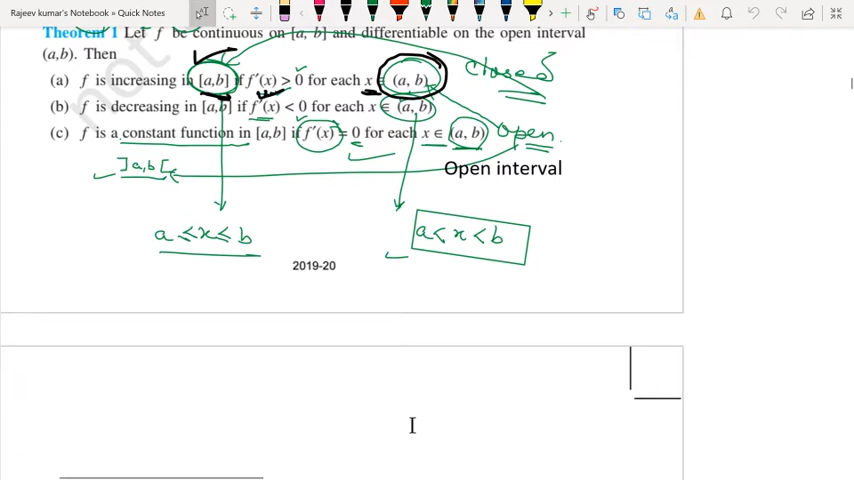 Rajeev kumar's Notebook » Quick Notes
Theorem 1 Let f be continuous on [a, b] and differentiable on the open interval
(a,b). Then
(a) f is increasing in [a,b] if f′(x) > 0 for each x ∈ (a, b)
closed
(b) f is decreasing in [a,b] if f′(x) < 0 for each x ∈ (a, b)
(c) f is a constant function in [a,b] if f′(x) = 0 for each x ∈ (a, b) open.
]a,b[
Open interval
a ≤ x ≤ b
a < x < b
2019-20
not